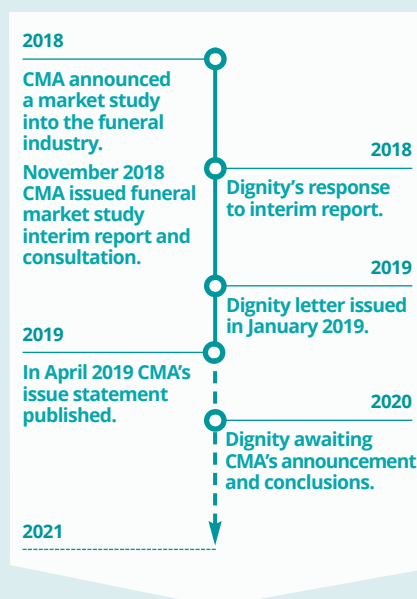 2018
CMA announced
a market study
into the funeral
industry.
November 2018
CMA issued funeral
market study
interim report and
consultation.
2018
Dignity’s response
to interim report.
2019
Dignity letter issued
in January 2019.
2019
In April 2019 CMA’s
issue statement
published.
2020
Dignity awaiting
CMA’s announcement
and conclusions.
2021